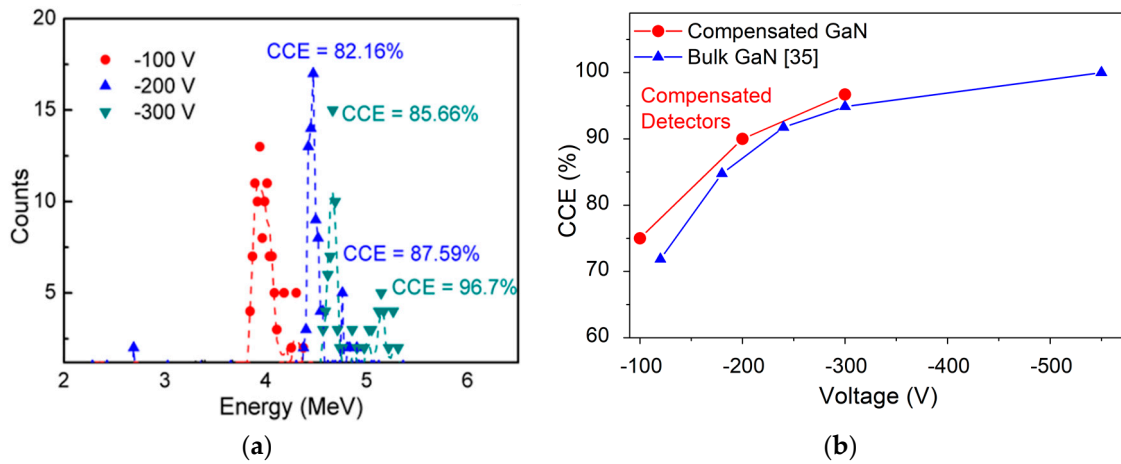 20
15
10
5
Counts
-100 V
-200 V
-300 V
CCE = 82.16%
CCE = 85.66%
CCE = 87.59%
CCE = 96.7%
2 3 4 5 6
Energy (MeV)
(a)
Compensated GaN
Bulk GaN [35]
Compensated
Detectors
100
90
80
70
60
CCE (%)
-100 -200 -300 -400 -500
Voltage (V)
(b)